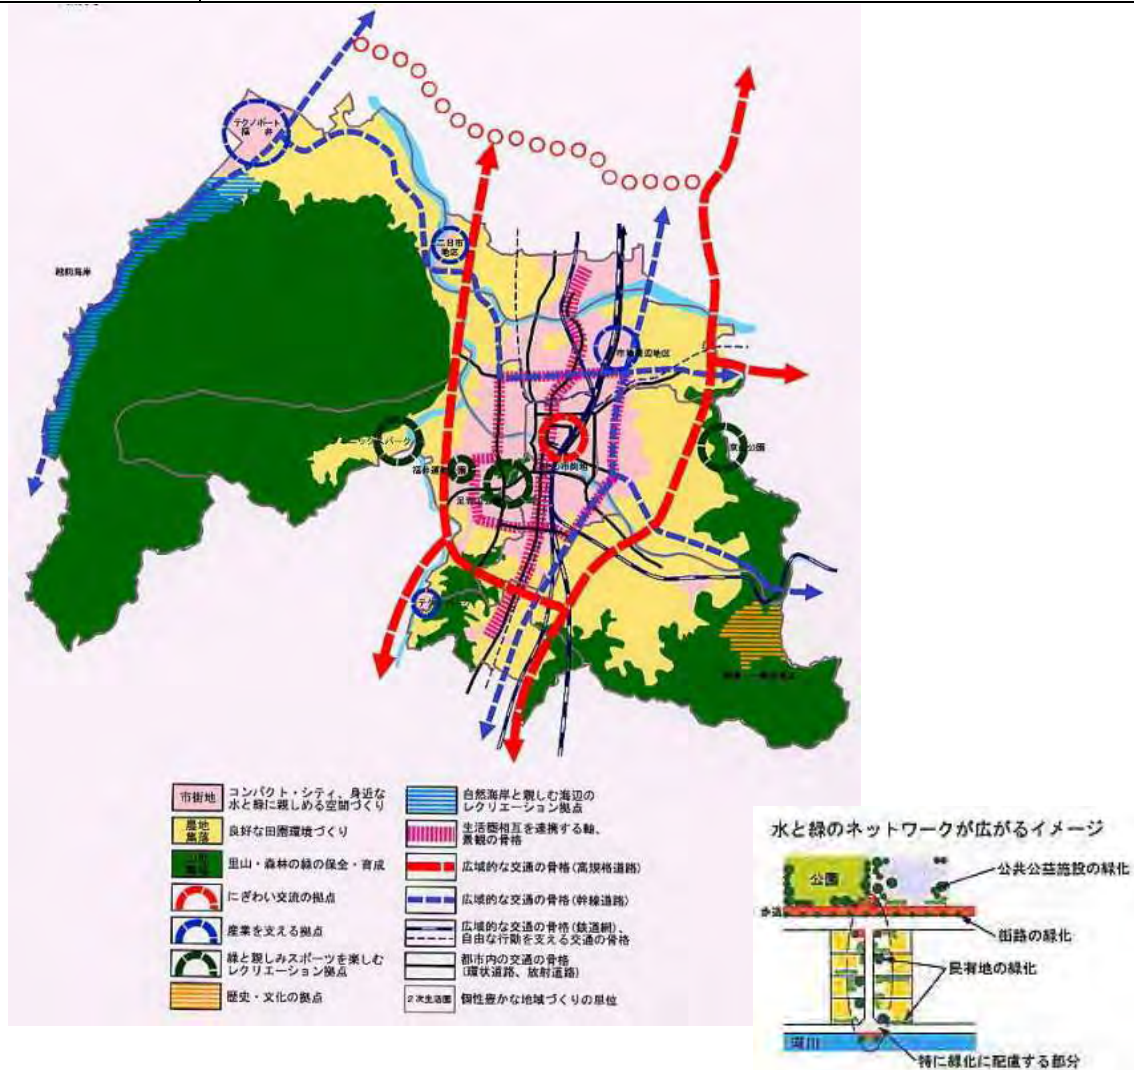 テクノポート
福 井
二日市
地区
越前海岸
市場周辺地区
コンパクト・シティ、身近な
市街地
水と緑に親しめる空間づくり
農地
集落
良好な田園環境づくり
里山・森林の緑の保全・育成
にぎわい交流の拠点
産業を支える拠点
緑と親しみスポーツを楽しむ
レクリエーション拠点
歴史・文化の拠点
自然海岸と親しむ海辺の
レクリエーション拠点
生活圏相互を連携する軸、
景観の骨格
広域的な交通の骨格(高規格道路)
広域的な交通の骨格(幹線道路)
広域的な交通の骨格(鉄道網)、
自由な行動を支える交通の骨格
都市内の交通の骨格
(環状道路、放射道路)
2次生活圏
個性豊かな地域づくりの単位
水と緑のネットワークが広がるイメージ
公園
公共公益施設の緑化
歩道
街路の緑化
民有地の緑化
河川
特に緑化に配慮する部分